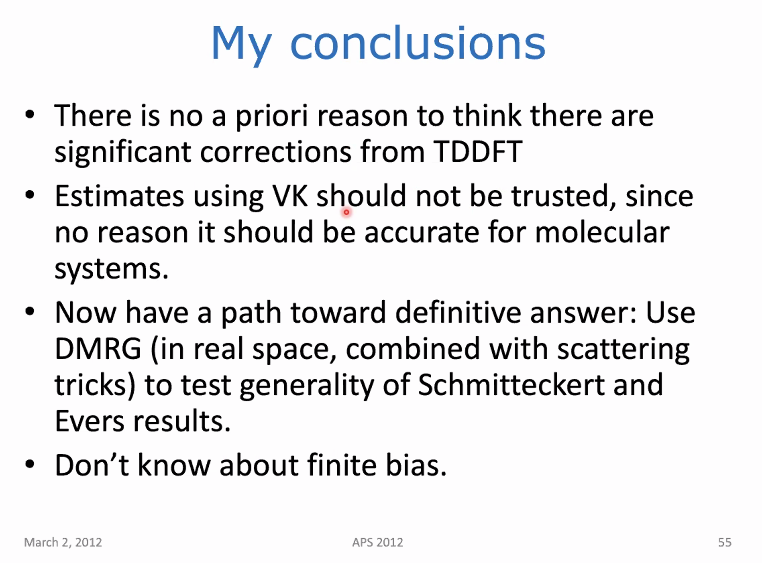 My conclusions
• There is no a priori reason to think there are
significant corrections from TDDFT
• Estimates using VK should not be trusted, since
no reason it should be accurate for molecular
systems.
• Now have a path toward definitive answer: Use
DMRG (in real space, combined with scattering
tricks) to test generality of Schmitteckert and
Evers results.
• Don’t know about finite bias.
March 2, 2012
APS 2012
55